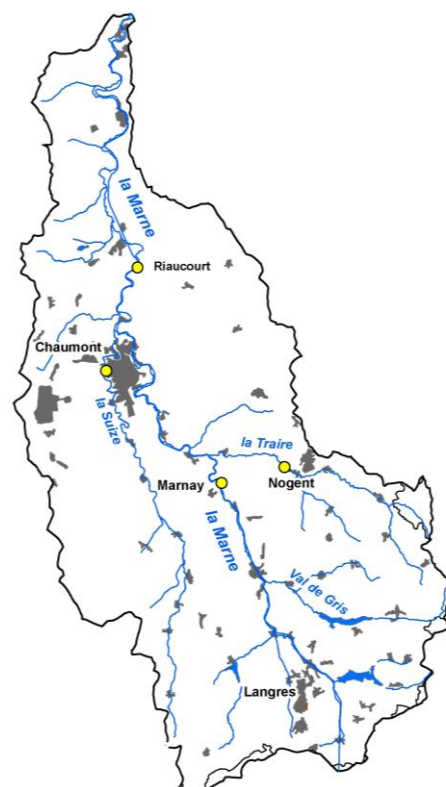 la Marne
Riaucourt
Chaumont
la Suize
la Traire
Nogent
Marnay
la Marne
Val de Gris
Langres